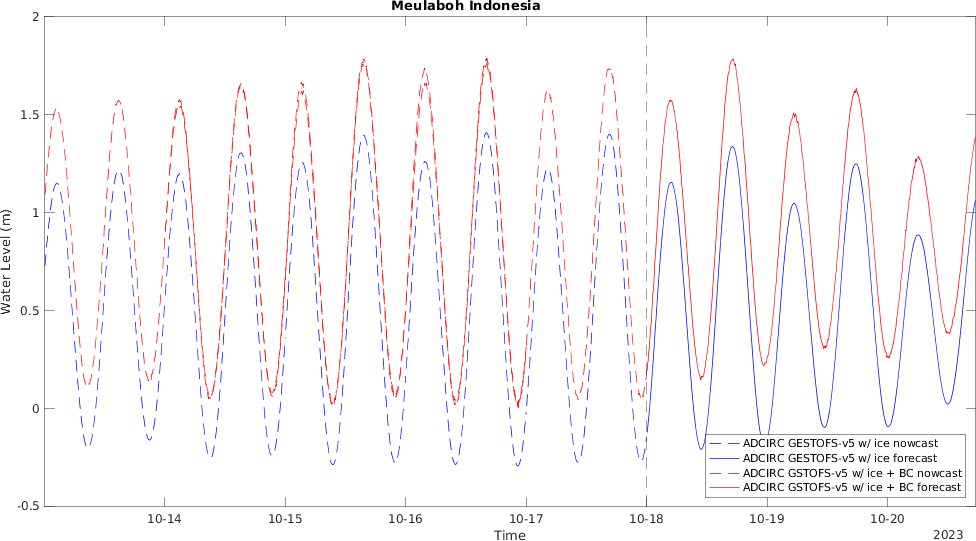 Meulaboh Indonesia
2
1.5
1
0.5
0
-0.5
Water Level (m)
10-14 10-15 10-16 10-17 10-18 10-19 10-20
Time
2023
ADCIRC GESTOFS-v5 w/ ice nowcast
ADCIRC GESTOFS-v5 w/ ice forecast
ADCIRC GSTOFS-v5 w/ ice + BC nowcast
ADCIRC GSTOFS-v5 w/ ice + BC forecast